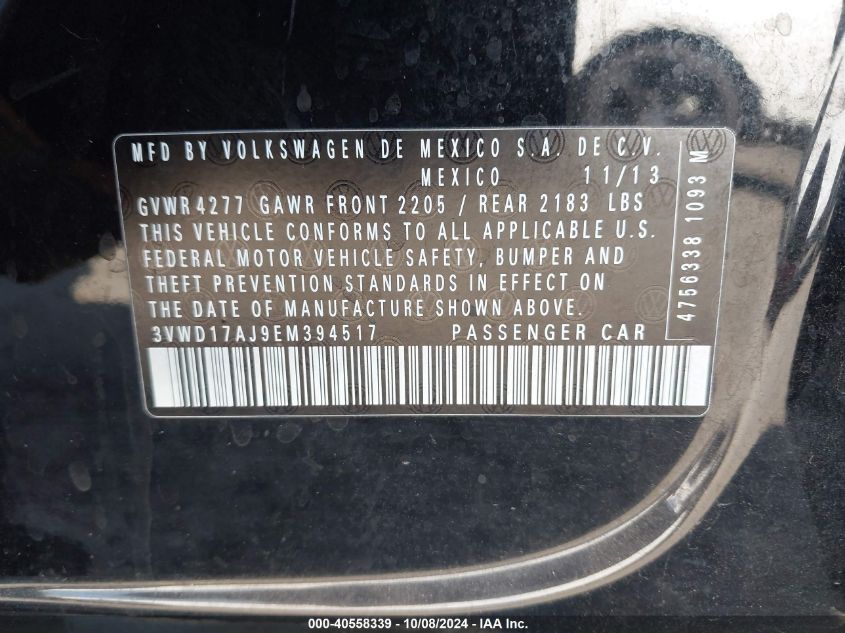 MFD BY VOLKSWAGEN DE MEXICO S.A. DE C.V.
MEXICO 11/13
GVWR 4277 GAWR FRONT 2205 / REAR 2183 LBS
THIS VEHICLE CONFORMS TO ALL APPLICABLE U.S.
FEDERAL MOTOR VEHICLE SAFETY, BUMPER AND
THEFT PREVENTION STANDARDS IN EFFECT ON
THE DATE OF MANUFACTURE SHOWN ABOVE.
3VWD17AJ9EM394517 PASSENGER CAR
4756338 1093 M
000-40558339 - 10/08/2024 - IAA Inc.